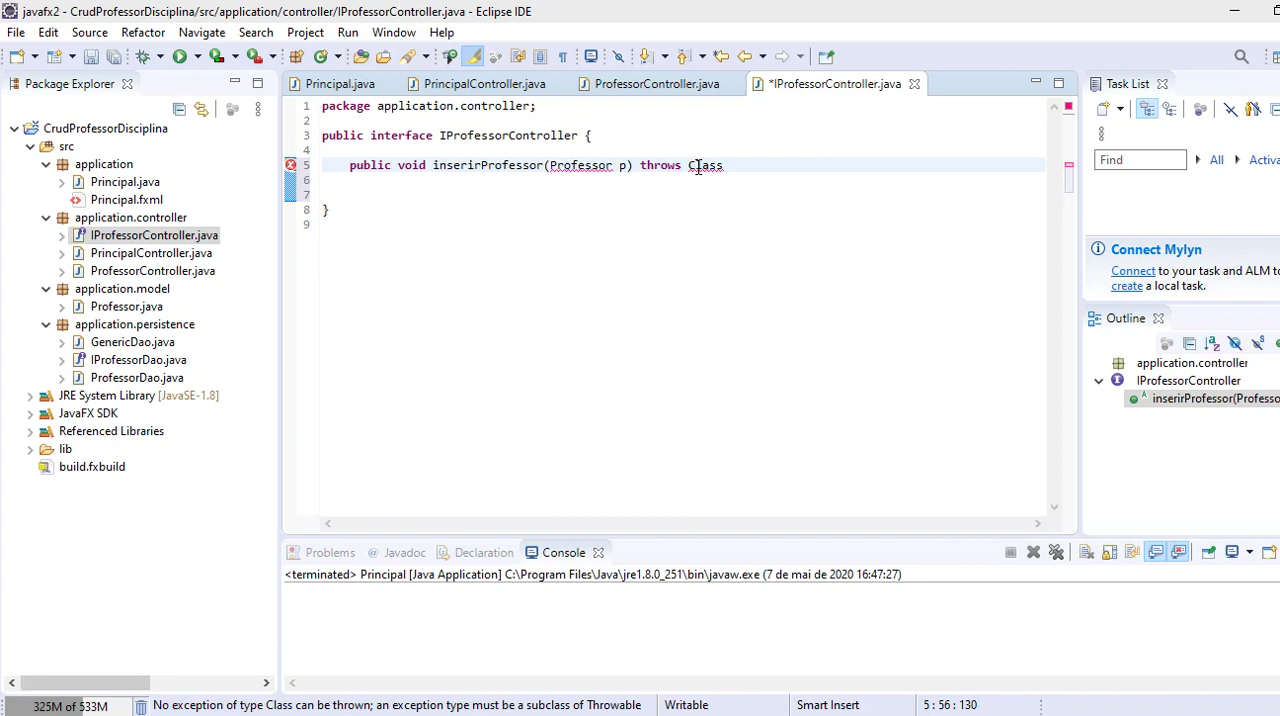 javafx2 - CrudProfessorDisciplina/src/application/controller/IProfessorController.java - Eclipse IDE
File Edit Source Refactor Navigate Search Project Run Window Help
Package Explorer
CrudProfessorDisciplina
src
application
Principal.java
Principal.fxml
application.controller
IProfessorController.java
PrincipalController.java
ProfessorController.java
application.model
Professor.java
application.persistence
GenericDao.java
IProfessorDao.java
ProfessorDao.java
JRE System Library [JavaSE-1.8]
JavaFX SDK
Referenced Libraries
lib
build.fxbuild
Principal.java PrincipalController.java ProfessorController.java *IProfessorController.java
1 package application.controller;
2
3 public interface IProfessorController {
4
5 public void inserirProfessor(Professor p) throws Class
6
7
8 }
9
Task List
Find All Activa
Connect Mylyn
Connect to your task and ALM to
create a local task.
Outline
application.controller
IProfessorController
inserirProfessor(Professo
Problems Javadoc Declaration Console
<terminated> Principal [Java Application] C:\Program Files\Java\jre1.8.0_251\bin\javaw.exe (7 de mai de 2020 16:47:27)
325M of 533M No exception of type Class can be thrown; an exception type must be a subclass of Throwable Writable Smart Insert 5 : 56 : 130